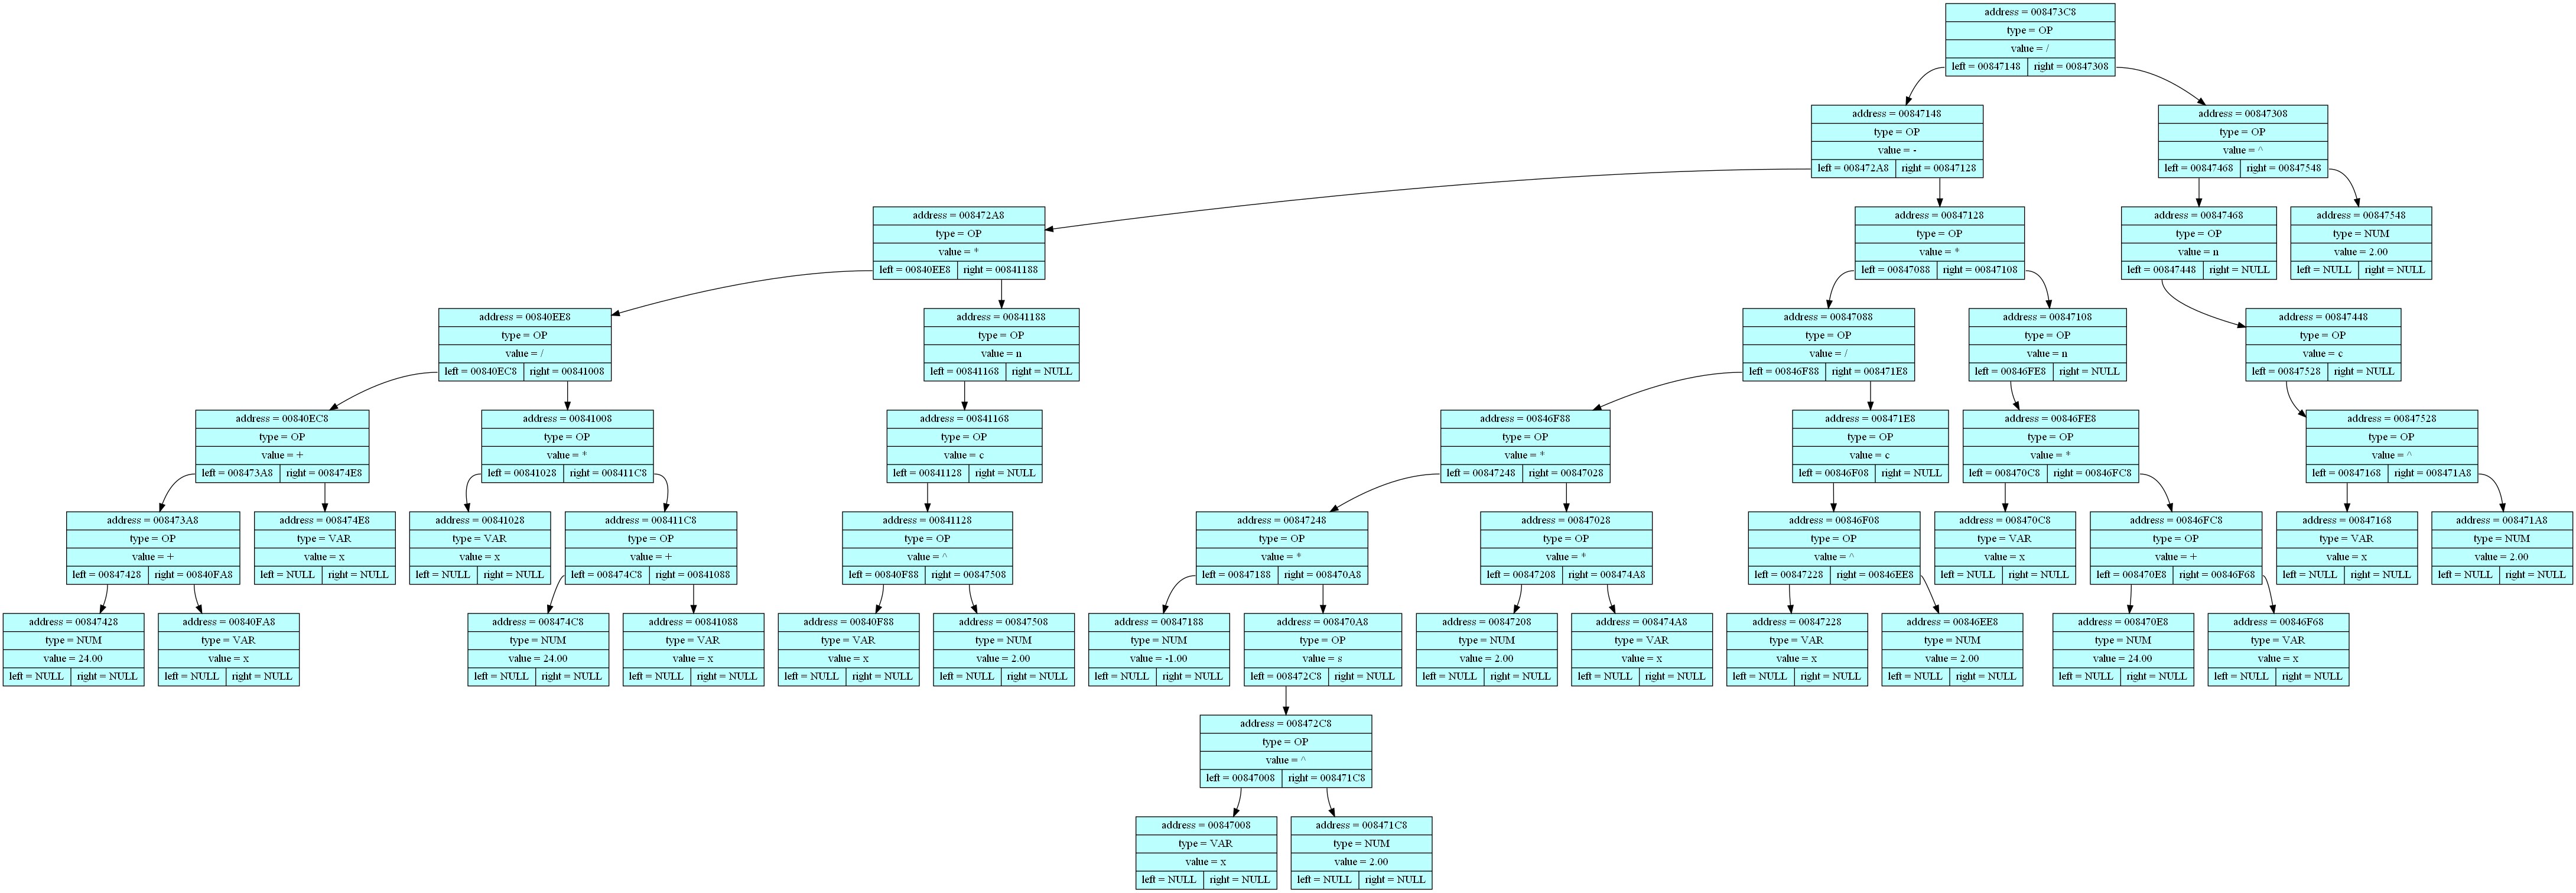 address = 008473C8
type = OP
value = /
left = 00847148 right = 00847308
address = 00847148
type = OP
value = -
left = 008472A8 right = 00847128
address = 00847308
type = OP
value = ^
left = 00847468 right = 00847548
address = 008472A8
type = OP
value = *
left = 00840EE8 right = 00841188
address = 00847128
type = OP
value = *
left = 00847088 right = 00847108
address = 00847468
type = OP
value = n
left = 00847448 right = NULL
address = 00847548
type = NUM
value = 2.00
left = NULL right = NULL
address = 00840EE8
type = OP
value = /
left = 00840EC8 right = 00841008
address = 00841188
type = OP
value = n
left = 00841168 right = NULL
address = 00847088
type = OP
value = /
left = 00846F88 right = 008471E8
address = 00847108
type = OP
value = n
left = 00846FE8 right = NULL
address = 00847448
type = OP
value = c
left = 00847528 right = NULL
address = 00840EC8
type = OP
value = +
left = 008473A8 right = 008474E8
address = 00841008
type = OP
value = *
left = 00841028 right = 008411C8
address = 00841168
type = OP
value = c
left = 00841128 right = NULL
address = 00846F88
type = OP
value = *
left = 00847248 right = 00847028
address = 008471E8
type = OP
value = c
left = 00846F08 right = NULL
address = 00846FE8
type = OP
value = *
left = 008470C8 right = 00846FC8
address = 00847528
type = OP
value = ^
left = 00847168 right = 008471A8
address = 008473A8
type = OP
value = +
left = 00847428 right = 00840FA8
address = 008474E8
type = VAR
value = x
left = NULL right = NULL
address = 00841028
type = VAR
value = x
left = NULL right = NULL
address = 008411C8
type = OP
value = +
left = 008474C8 right = 00841088
address = 00841128
type = OP
value = ^
left = 00840F88 right = 00847508
address = 00847248
type = OP
value = *
left = 00847188 right = 008470A8
address = 00847028
type = OP
value = *
left = 00847208 right = 008474A8
address = 00846F08
type = OP
value = ^
left = 00847228 right = 00846EE8
address = 008470C8
type = VAR
value = x
left = NULL right = NULL
address = 00846FC8
type = OP
value = +
left = 008470E8 right = 00846F68
address = 00847168
type = VAR
value = x
left = NULL right = NULL
address = 008471A8
type = NUM
value = 2.00
left = NULL right = NULL
address = 00847428
type = NUM
value = 24.00
left = NULL right = NULL
address = 00840FA8
type = VAR
value = x
left = NULL right = NULL
address = 008474C8
type = NUM
value = 24.00
left = NULL right = NULL
address = 00841088
type = VAR
value = x
left = NULL right = NULL
address = 00840F88
type = VAR
value = x
left = NULL right = NULL
address = 00847508
type = NUM
value = 2.00
left = NULL right = NULL
address = 00847188
type = NUM
value = -1.00
left = NULL right = NULL
address = 008470A8
type = OP
value = s
left = 008472C8 right = NULL
address = 00847208
type = NUM
value = 2.00
left = NULL right = NULL
address = 008474A8
type = VAR
value = x
left = NULL right = NULL
address = 00847228
type = VAR
value = x
left = NULL right = NULL
address = 00846EE8
type = NUM
value = 2.00
left = NULL right = NULL
address = 008470E8
type = NUM
value = 24.00
left = NULL right = NULL
address = 00846F68
type = VAR
value = x
left = NULL right = NULL
address = 008472C8
type = OP
value = ^
left = 00847008 right = 008471C8
address = 00847008
type = VAR
value = x
left = NULL right = NULL
address = 008471C8
type = NUM
value = 2.00
left = NULL right = NULL